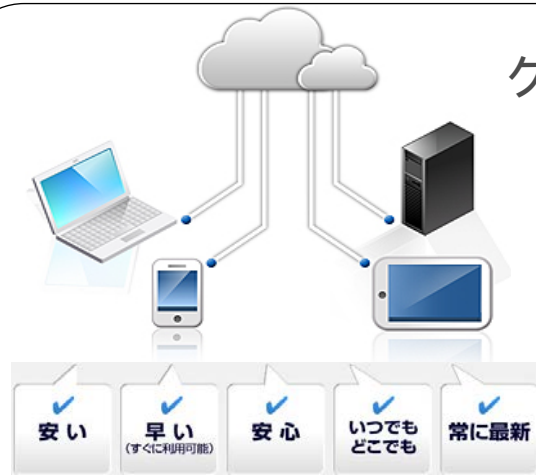 ク
安い
早い
(すぐに利用可能)
安心
いつでも
どこでも
常に最新